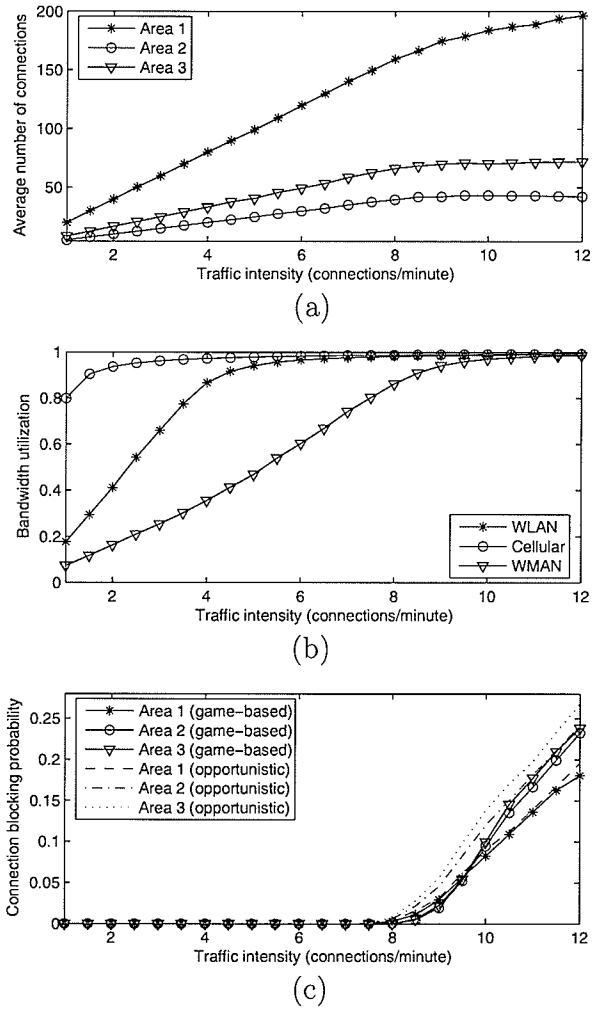 200
150
100
50
Average number of connections
Area 1
Area 2
Area 3
2
4
6
8
10
12
Traffic intensity (connections/minute)
(a)
1
0.8
0.6
0.4
0.2
0
Bandwidth utilization
WLAN
Cellular
WMAN
2
4
6
8
10
12
Traffic intensity (connections/minute)
(b)
0.25
0.2
0.15
0.1
0.05
0
Connection blocking probability
Area 1 (game-based)
Area 2 (game-based)
Area 3 (game-based)
Area 1 (opportunistic)
Area 2 (opportunistic)
Area 3 (opportunistic)
2
4
6
8
10
12
Traffic intensity (connections/minute)
(c)